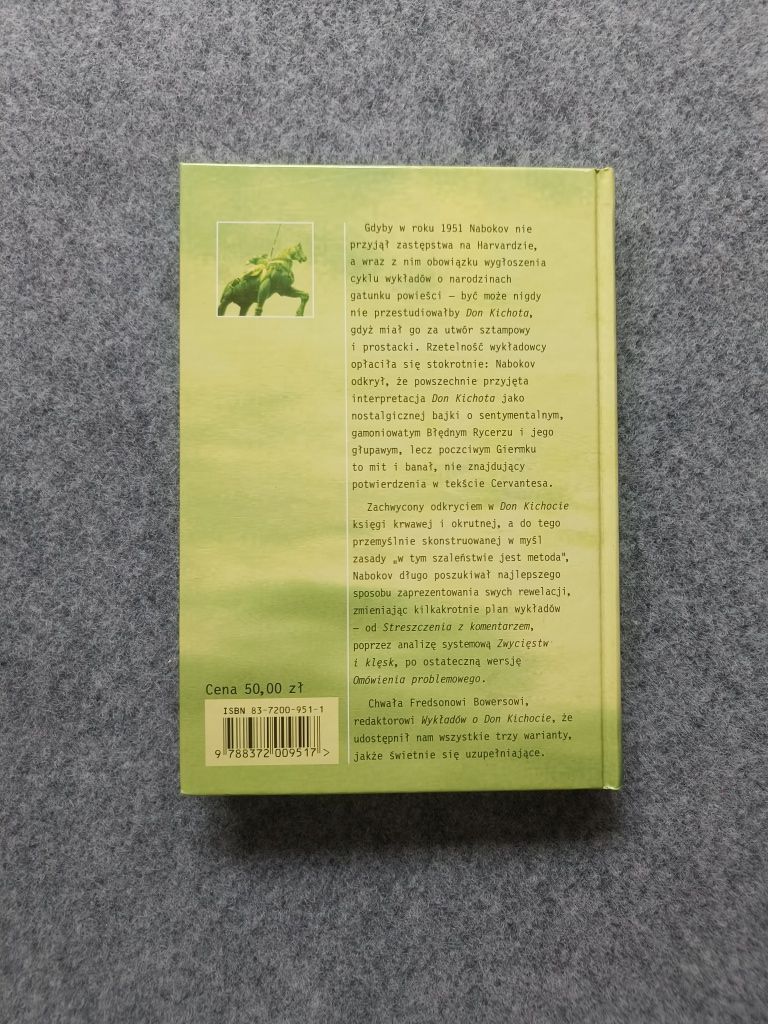 Gdyby w roku 1951 Nabokov nie
przyjął zastępstwa na Harvardzie,
a wraz z nim obowiązku wygłoszenia
cyklu wykładów o narodzinach
gatunku powieści – być może nigdy
nie przestudiowałby Don Kichota,
gdyż miał go za utwór sztampowy
i prostacki. Rzetelność wykładowcy
opłaciła się stokrotnie: Nabokov
odkrył, że powszechnie przyjęta
interpretacja Don Kichota jako
nostalgicznej bajki o sentymentalnym,
gamoniowatym Błędnym Rycerzu i jego
głupawym, lecz poczciwym Giermku
to mit i banał, nie znajdujący
potwierdzenia w tekście Cervantesa.
Zachwycony odkryciem w Don Kichocie
księgi krwawej i okrutnej, a do tego
przemyślnie skonstruowanej w myśl
zasady „w tym szaleństwie jest metoda",
Nabokov długo poszukiwał najlepszego
sposobu zaprezentowania swych rewelacji,
zmieniając kilkakrotnie plan wykładów
– od Streszczenia z komentarzem,
poprzez analizę systemową Zwycięstw
i klęsk, po ostateczną wersję
Omówienia problemowego.
Chwała Fredsonowi Bowersowi,
redaktorowi Wykładów o Don Kichocie, że
udostępnił nam wszystkie trzy warianty,
jakże świetnie się uzupełniające.
Cena 50,00 zł
ISBN 83-7200-951-1
9 788372 009517 >